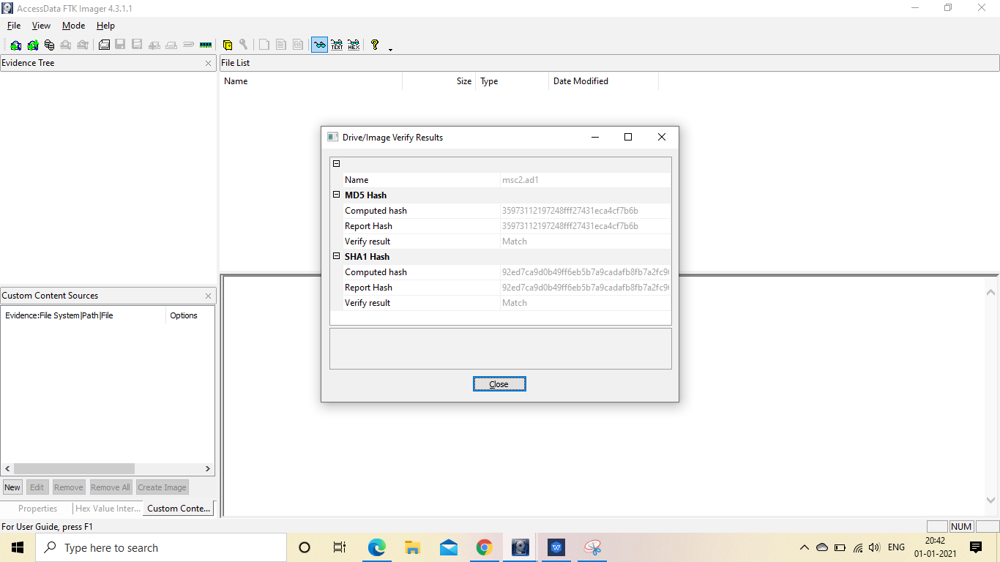 AccessData FTK Imager 4.3.1.1
File View Mode Help
TEXT HEX
Evidence Tree
File List
Name Size Type Date Modified
Drive/Image Verify Results
Name msc2.ad1
MD5 Hash
Computed hash 35973112197248fff27431eca4cf7b6b
Report Hash 35973112197248fff27431eca4cf7b6b
Verify result Match
SHA1 Hash
Computed hash 92ed7ca9d0b49ff6eb5b7a9cadafb8fb7a2fc9
Report Hash 92ed7ca9d0b49ff6eb5b7a9cadafb8fb7a2fc9
Verify result Match
Close
Custom Content Sources
Evidence:File System|Path|File Options
New Edit Remove Remove All Create Image
Properties Hex Value Inter... Custom Conte...
For User Guide, press F1
NUM
Type here to search
ENG
20:42
01-01-2021